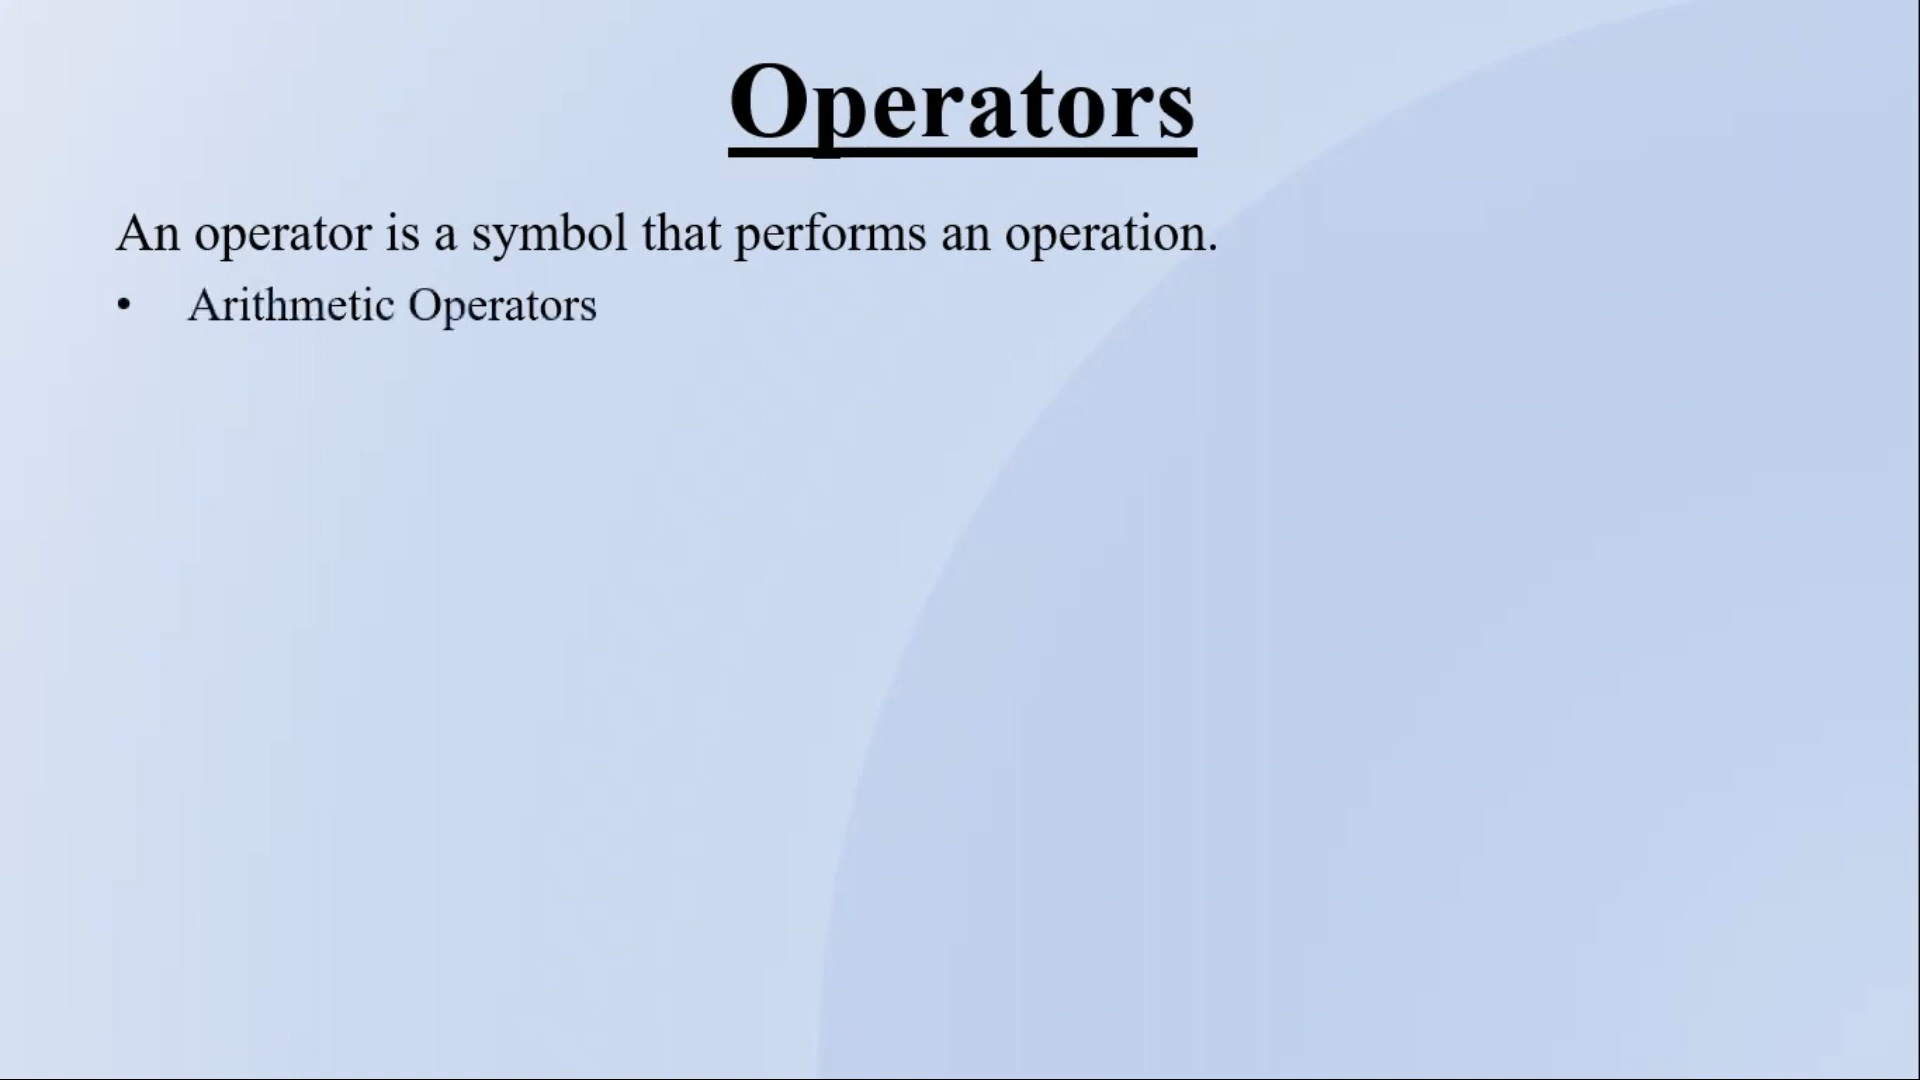 Operators
An operator is a symbol that performs an operation.
• Arithmetic Operators